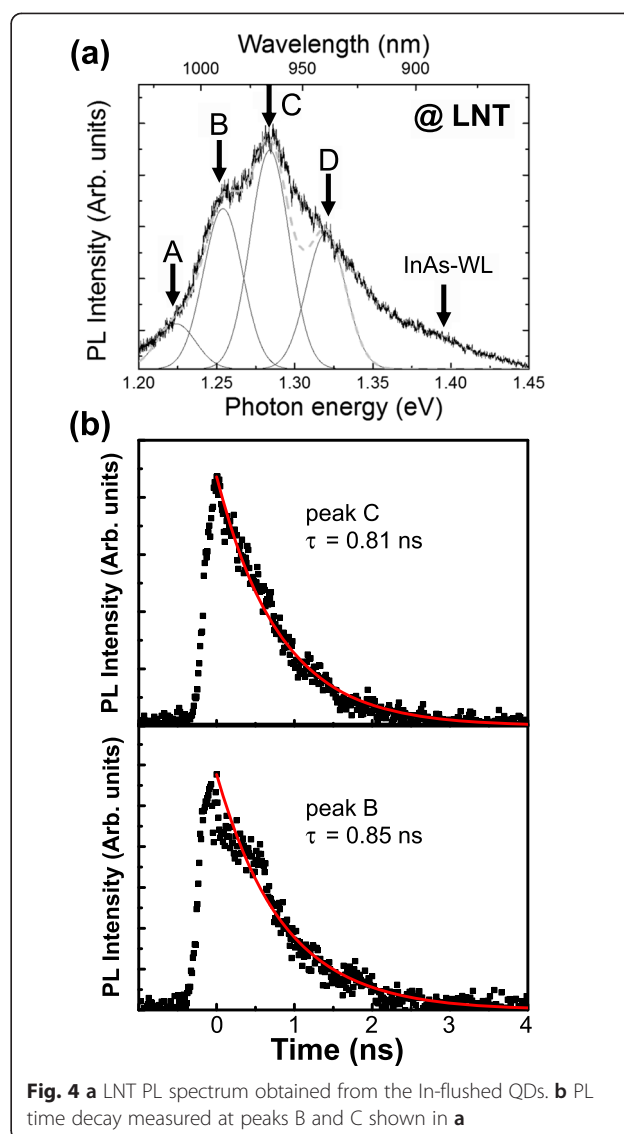 (a)
Wavelength (nm)
1000 950 900
PL Intensity (Arb. units)
@ LNT
A
B
C
D
InAs-WL
1.20 1.25 1.30 1.35 1.40 1.45
Photon energy (eV)
(b)
PL Intensity (Arb. units)
peak C
τ = 0.81 ns
PL Intensity (Arb. units)
peak B
τ = 0.85 ns
0 1 2 3 4
Time (ns)
Fig. 4 a LNT PL spectrum obtained from the In-flushed QDs. b PL
time decay measured at peaks B and C shown in a